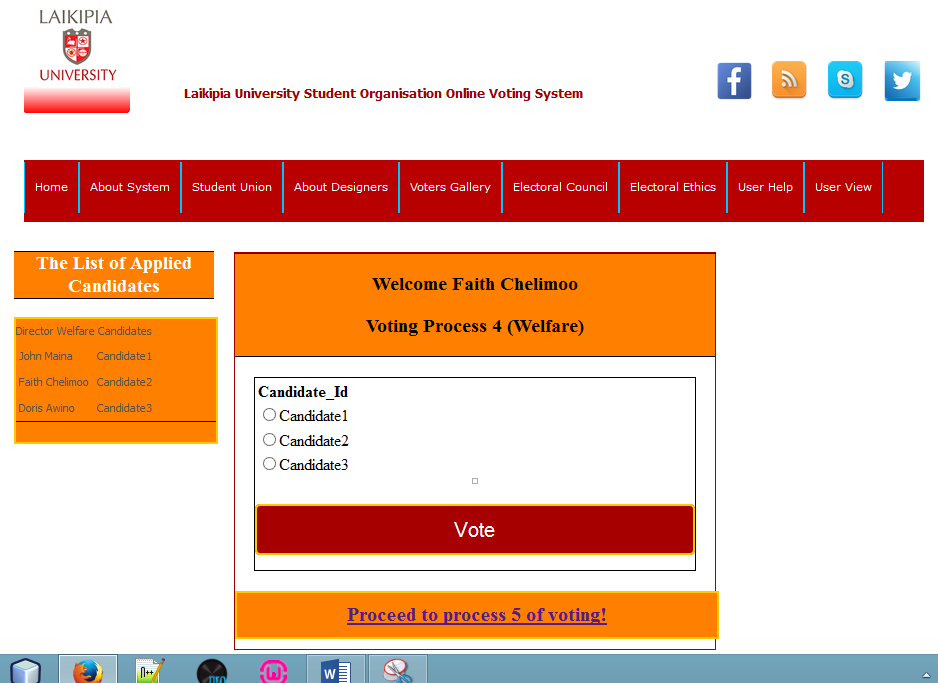 LAIKIPIA
UNIVERSITY
Laikipia University Student Organisation Online Voting System
Home About System Student Union About Designers Voters Gallery Electoral Council Electoral Ethics User Help User View
The List of Applied
Candidates
Director Welfare Candidates
John Maina Candidate1
Faith Chelimoo Candidate2
Doris Awino Candidate3
Welcome Faith Chelimoo
Voting Process 4 (Welfare)
Candidate_Id
Candidate1
Candidate2
Candidate3
Vote
Proceed to process 5 of voting!